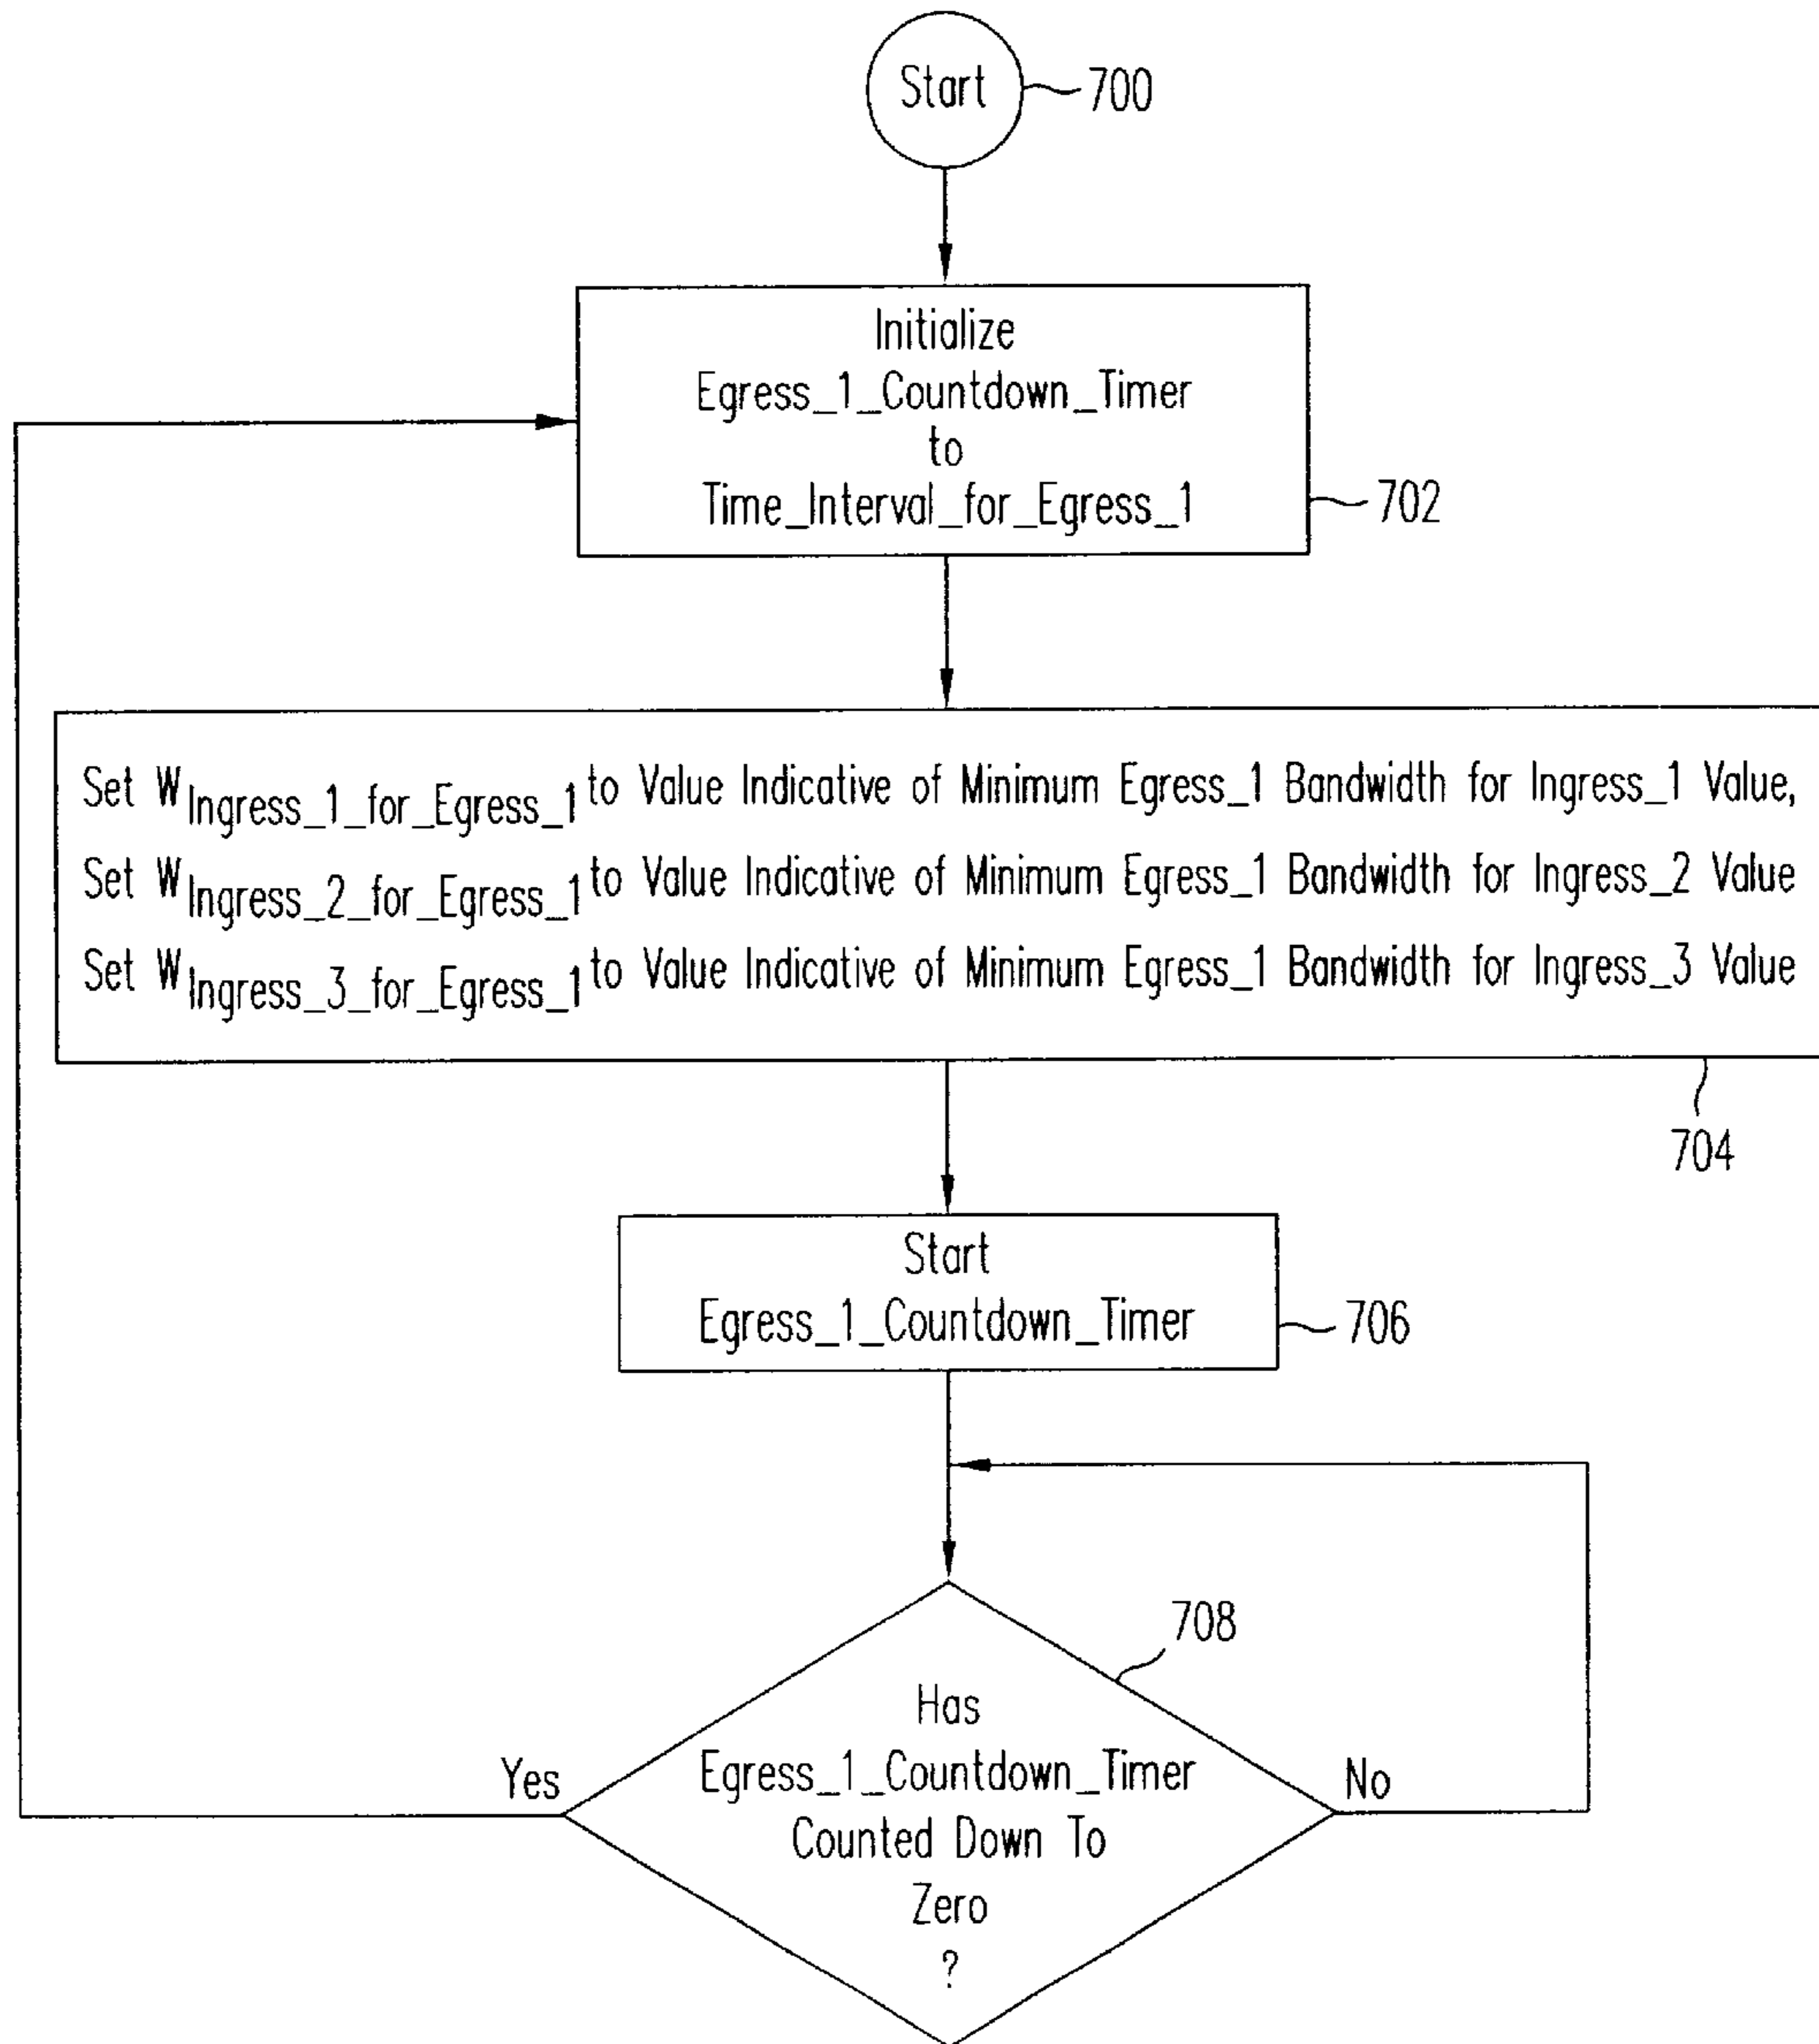 Start
700
Initialize
Egress_1_Countdown_Timer
to
Time_Interval_for_Egress_1
702
Set WIngress_1_for_Egress_1 to Value Indicative of Minimum Egress_1 Bandwidth for Ingress_1 Value,
Set WIngress_2_for_Egress_1 to Value Indicative of Minimum Egress_1 Bandwidth for Ingress_2 Value
Set WIngress_3_for_Egress_1 to Value Indicative of Minimum Egress_1 Bandwidth for Ingress_3 Value
704
Start
Egress_1_Countdown_Timer
706
708
Has
Egress_1_Countdown_Timer
Counted Down To
Zero
?
Yes
No